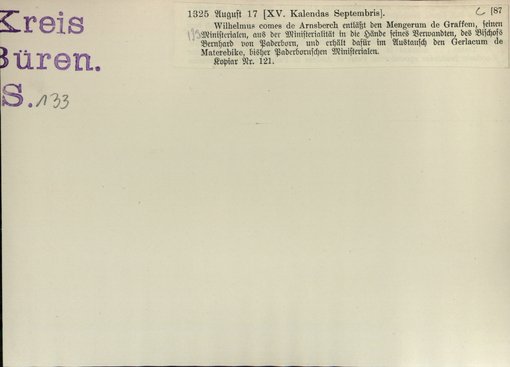 Kreis
Büren.
S. 133
C [87
1325 August 17 [XV. Kalendas Septembris].
Wilhelmus comes de Arnsberch entläßt den Mengerum de Graffem, seinen
Ministerialen, aus der Ministerialität in die Hände seines Verwandten, des Bischofs
Bernhard von Paderborn, und erhält dafür im Austausch den Gerlacum de
Materebike, bisher Paderbornschen Ministerialen.
Kopiar Nr. 121.